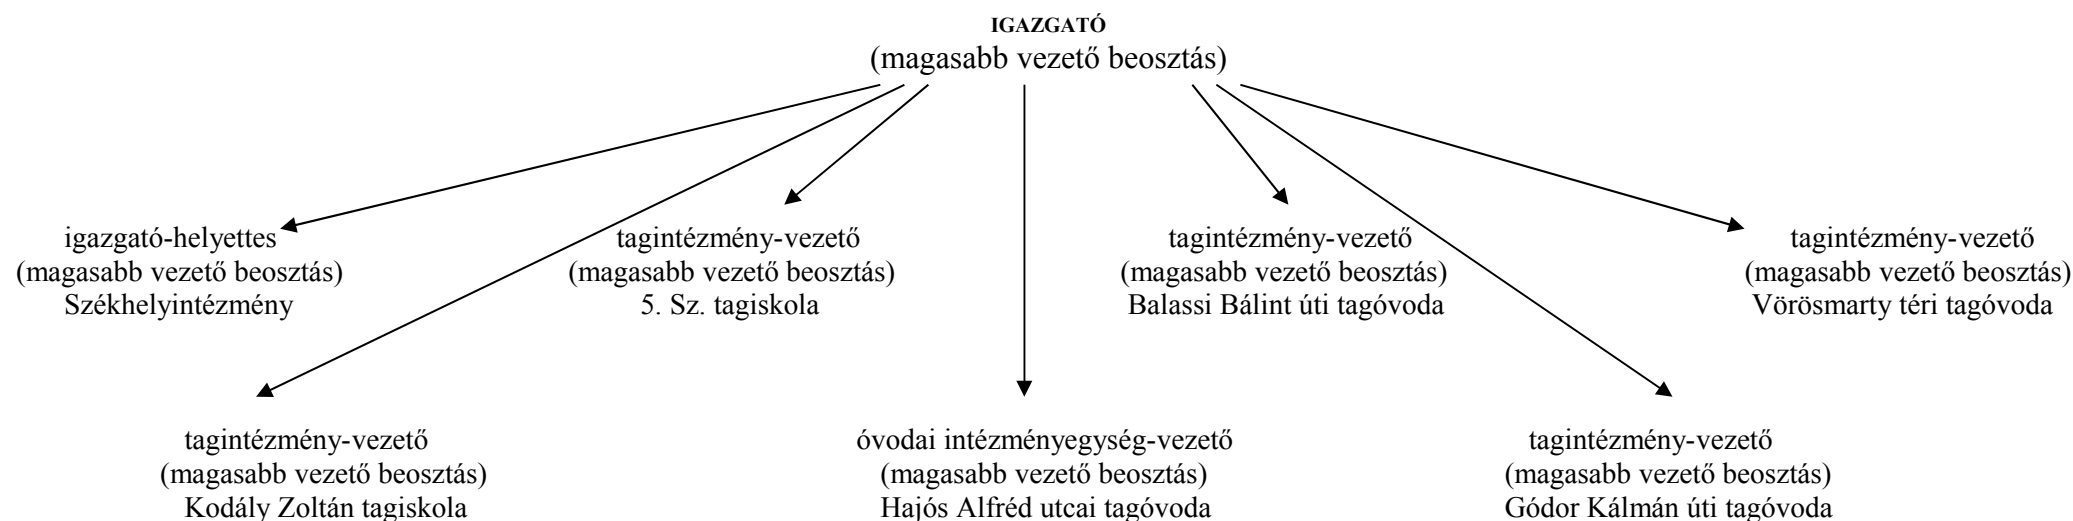 IGAZGATÓ
(magasabb vezető beosztás)
igazgató-helyettes
(magasabb vezető beosztás)
Székhelyintézmény
tagintézmény-vezető
(magasabb vezető beosztás)
5. Sz. tagiskola
tagintézmény-vezető
(magasabb vezető beosztás)
Balassi Bálint úti tagóvoda
tagintézmény-vezető
(magasabb vezető beosztás)
Vörösmarty téri tagóvoda
tagintézmény-vezető
(magasabb vezető beosztás)
Kodály Zoltán tagiskola
óvodai intézményegység-vezető
(magasabb vezető beosztás)
Hajós Alfréd utcai tagóvoda
tagintézmény-vezető
(magasabb vezető beosztás)
Gódor Kálmán úti tagóvoda